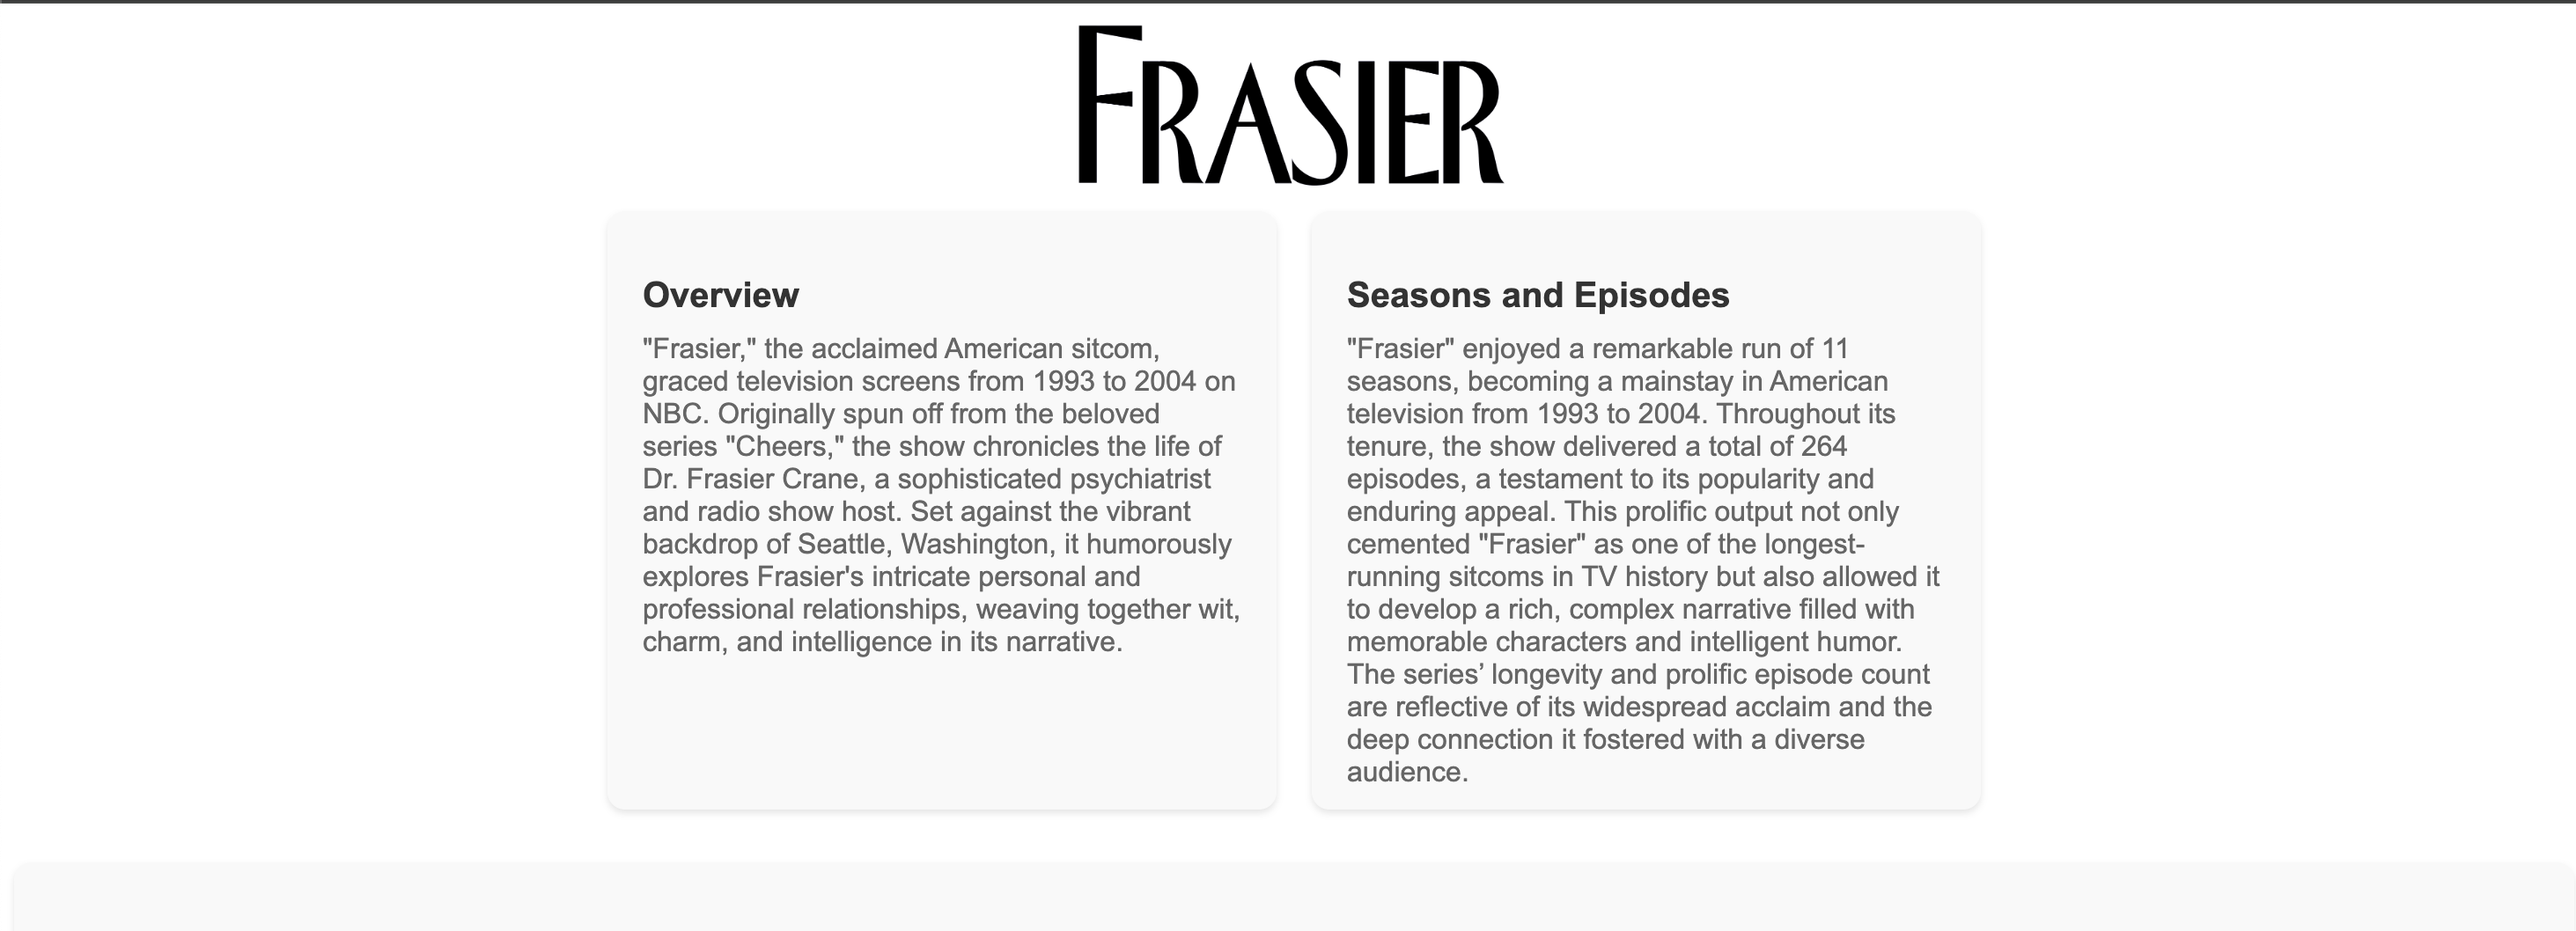 FRASIER
Overview
"Frasier," the acclaimed American sitcom,
graced television screens from 1993 to 2004 on
NBC. Originally spun off from the beloved
series "Cheers," the show chronicles the life of
Dr. Frasier Crane, a sophisticated psychiatrist
and radio show host. Set against the vibrant
backdrop of Seattle, Washington, it humorously
explores Frasier's intricate personal and
professional relationships, weaving together wit,
charm, and intelligence in its narrative.
Seasons and Episodes
"Frasier" enjoyed a remarkable run of 11
seasons, becoming a mainstay in American
television from 1993 to 2004. Throughout its
tenure, the show delivered a total of 264
episodes, a testament to its popularity and
enduring appeal. This prolific output not only
cemented "Frasier" as one of the longest-
running sitcoms in TV history but also allowed it
to develop a rich, complex narrative filled with
memorable characters and intelligent humor.
The series’ longevity and prolific episode count
are reflective of its widespread acclaim and the
deep connection it fostered with a diverse
audience.